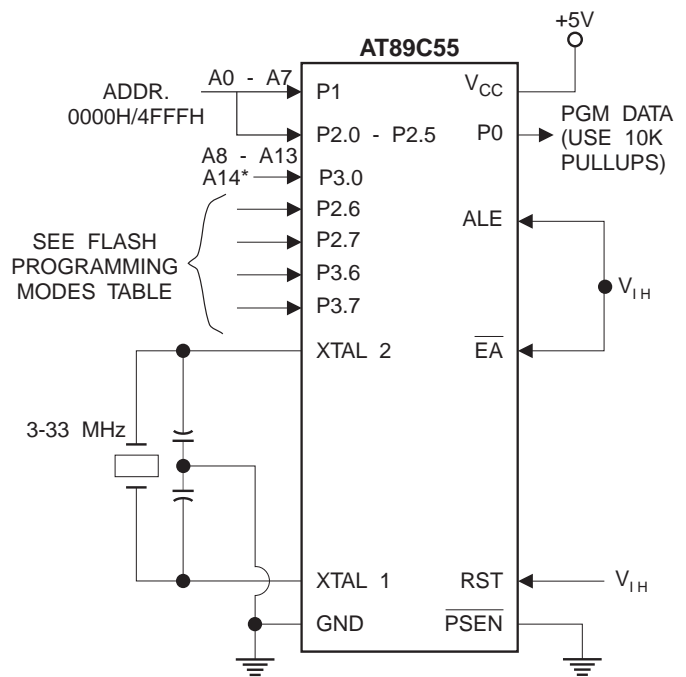 +5V
AT89C55
ADDR.
0000H/4FFFH
A0 - A7
P1
VCC
P2.0 - P2.5
P0
PGM DATA
(USE 10K
PULLUPS)
A8 - A13
A14*
P3.0
P2.6
ALE
SEE FLASH
PROGRAMMING
MODES TABLE
P2.7
P3.6
VIH
P3.7
XTAL 2
EA
3-33 MHz
XTAL 1
RST
VIH
GND
PSEN